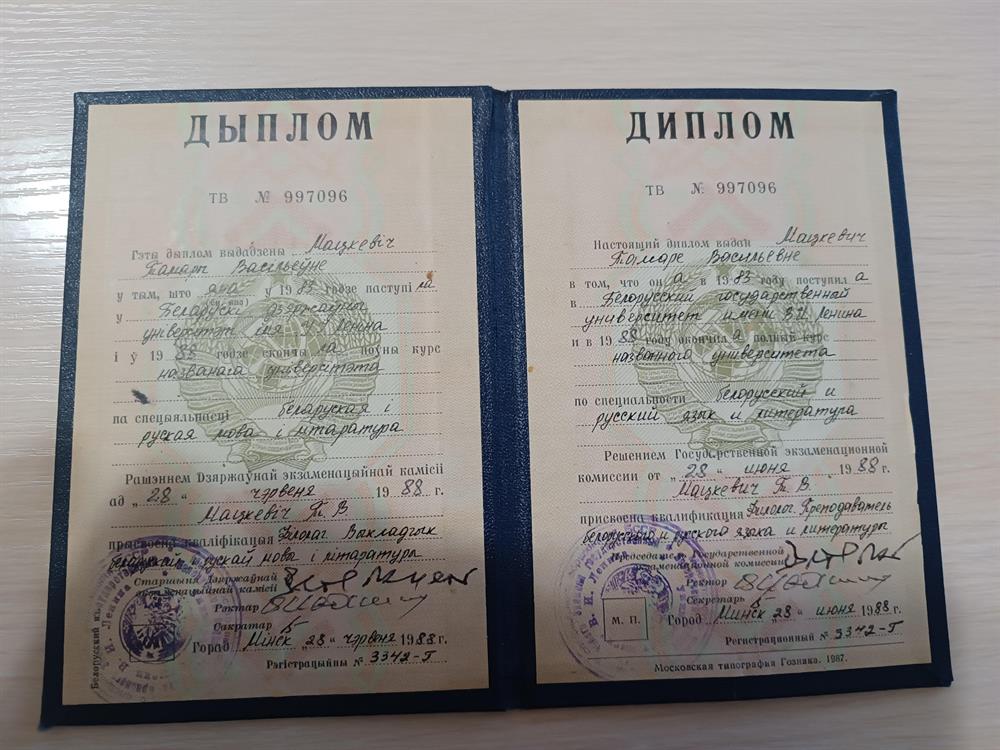 ДЫПЛОМ
ТВ № 997096
Гэты дыплом выдадзены Мацкевіч
Тамары Васільеўне
у тым, што яна у 1983 годзе паступіла
(ён, яна)
у Беларускі дзяржаўны
універсітэт імя У.І. Леніна
і ў 1988 годзе скончыла поўны курс
названага універсітэта
па спецыяльнасці беларуская і
руская мова і літаратура
Рашэннем Дзяржаўнай экзаменацыйнай камісіі
ад „28“ чэрвеня 1988 г.
Мацкевіч Т. В.
прысвоена кваліфікацыя Філолаг. Выкладчык
беларускай і рускай мовы і літаратуры
Старшыня Дзяржаўнай
экзаменацыйнай камісіі
Рэктар
Сакратар
Горад Мінск „28“ чэрвеня 1988 г.
Рэгістрацыйны № 3342-Г
ДИПЛОМ
ТВ № 997096
Настоящий диплом выдан Мацкевич
Тамаре Васильевне
в том, что она в 1983 году поступила
в Белорусский государственный
университет имени В.И. Ленина
и в 1988 году окончила полный курс
названного университета
по специальности белорусский и
русский язык и литература
Решением Государственной экзаменационной
комиссии от „28“ июня 1988 г.
Мацкевич Т. В.
присвоена квалификация Филолог. Преподаватель
белорусского и русского языка и литературы
Председатель Государственной
экзаменационной комиссии
Ректор
Секретарь
М. П.
Город Минск „28“ июня 1988 г.
Регистрационный № 3342-Г
Московская типография Гознака. 1987.